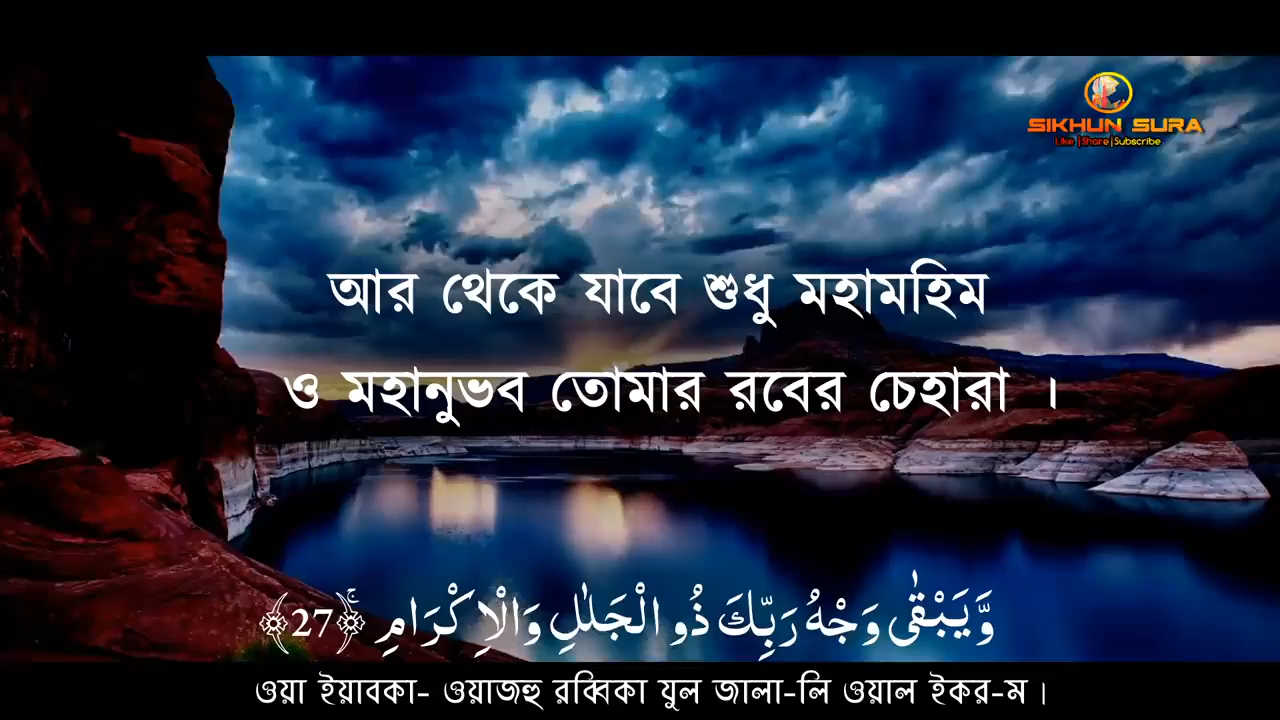 SIKHUN SURA
Like |Share|Subscribe
আর থেকে যাবে শুধু মহামহিম
ও মহানুভব তোমার রবের চেহারা ।
وَّيَبْقٰى وَجْهُ رَبِّكَ ذُو الْجَلٰلِ وَالْاِكْرَامِ ۚ﴿27﴾
ওয়া ইয়াবকা- ওয়াজহু রব্বিকা যুল জালা-লি ওয়াল ইকর-ম।